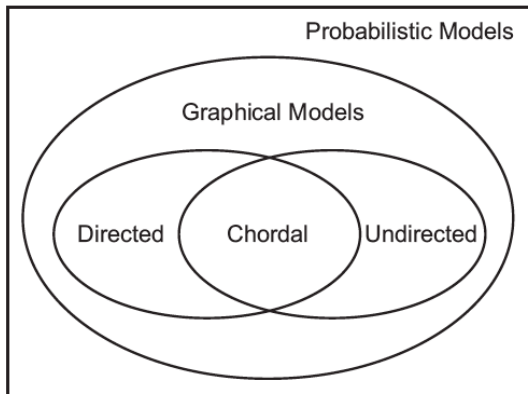 Probabilistic Models
Graphical Models
Directed Chordal Undirected